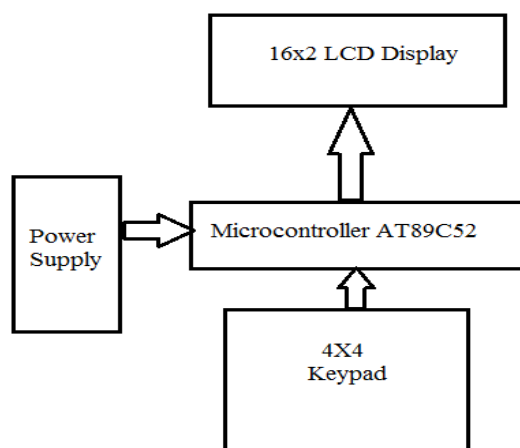 16x2 LCD Display
Power
Supply
Microcontroller AT89C52
4X4
Keypad